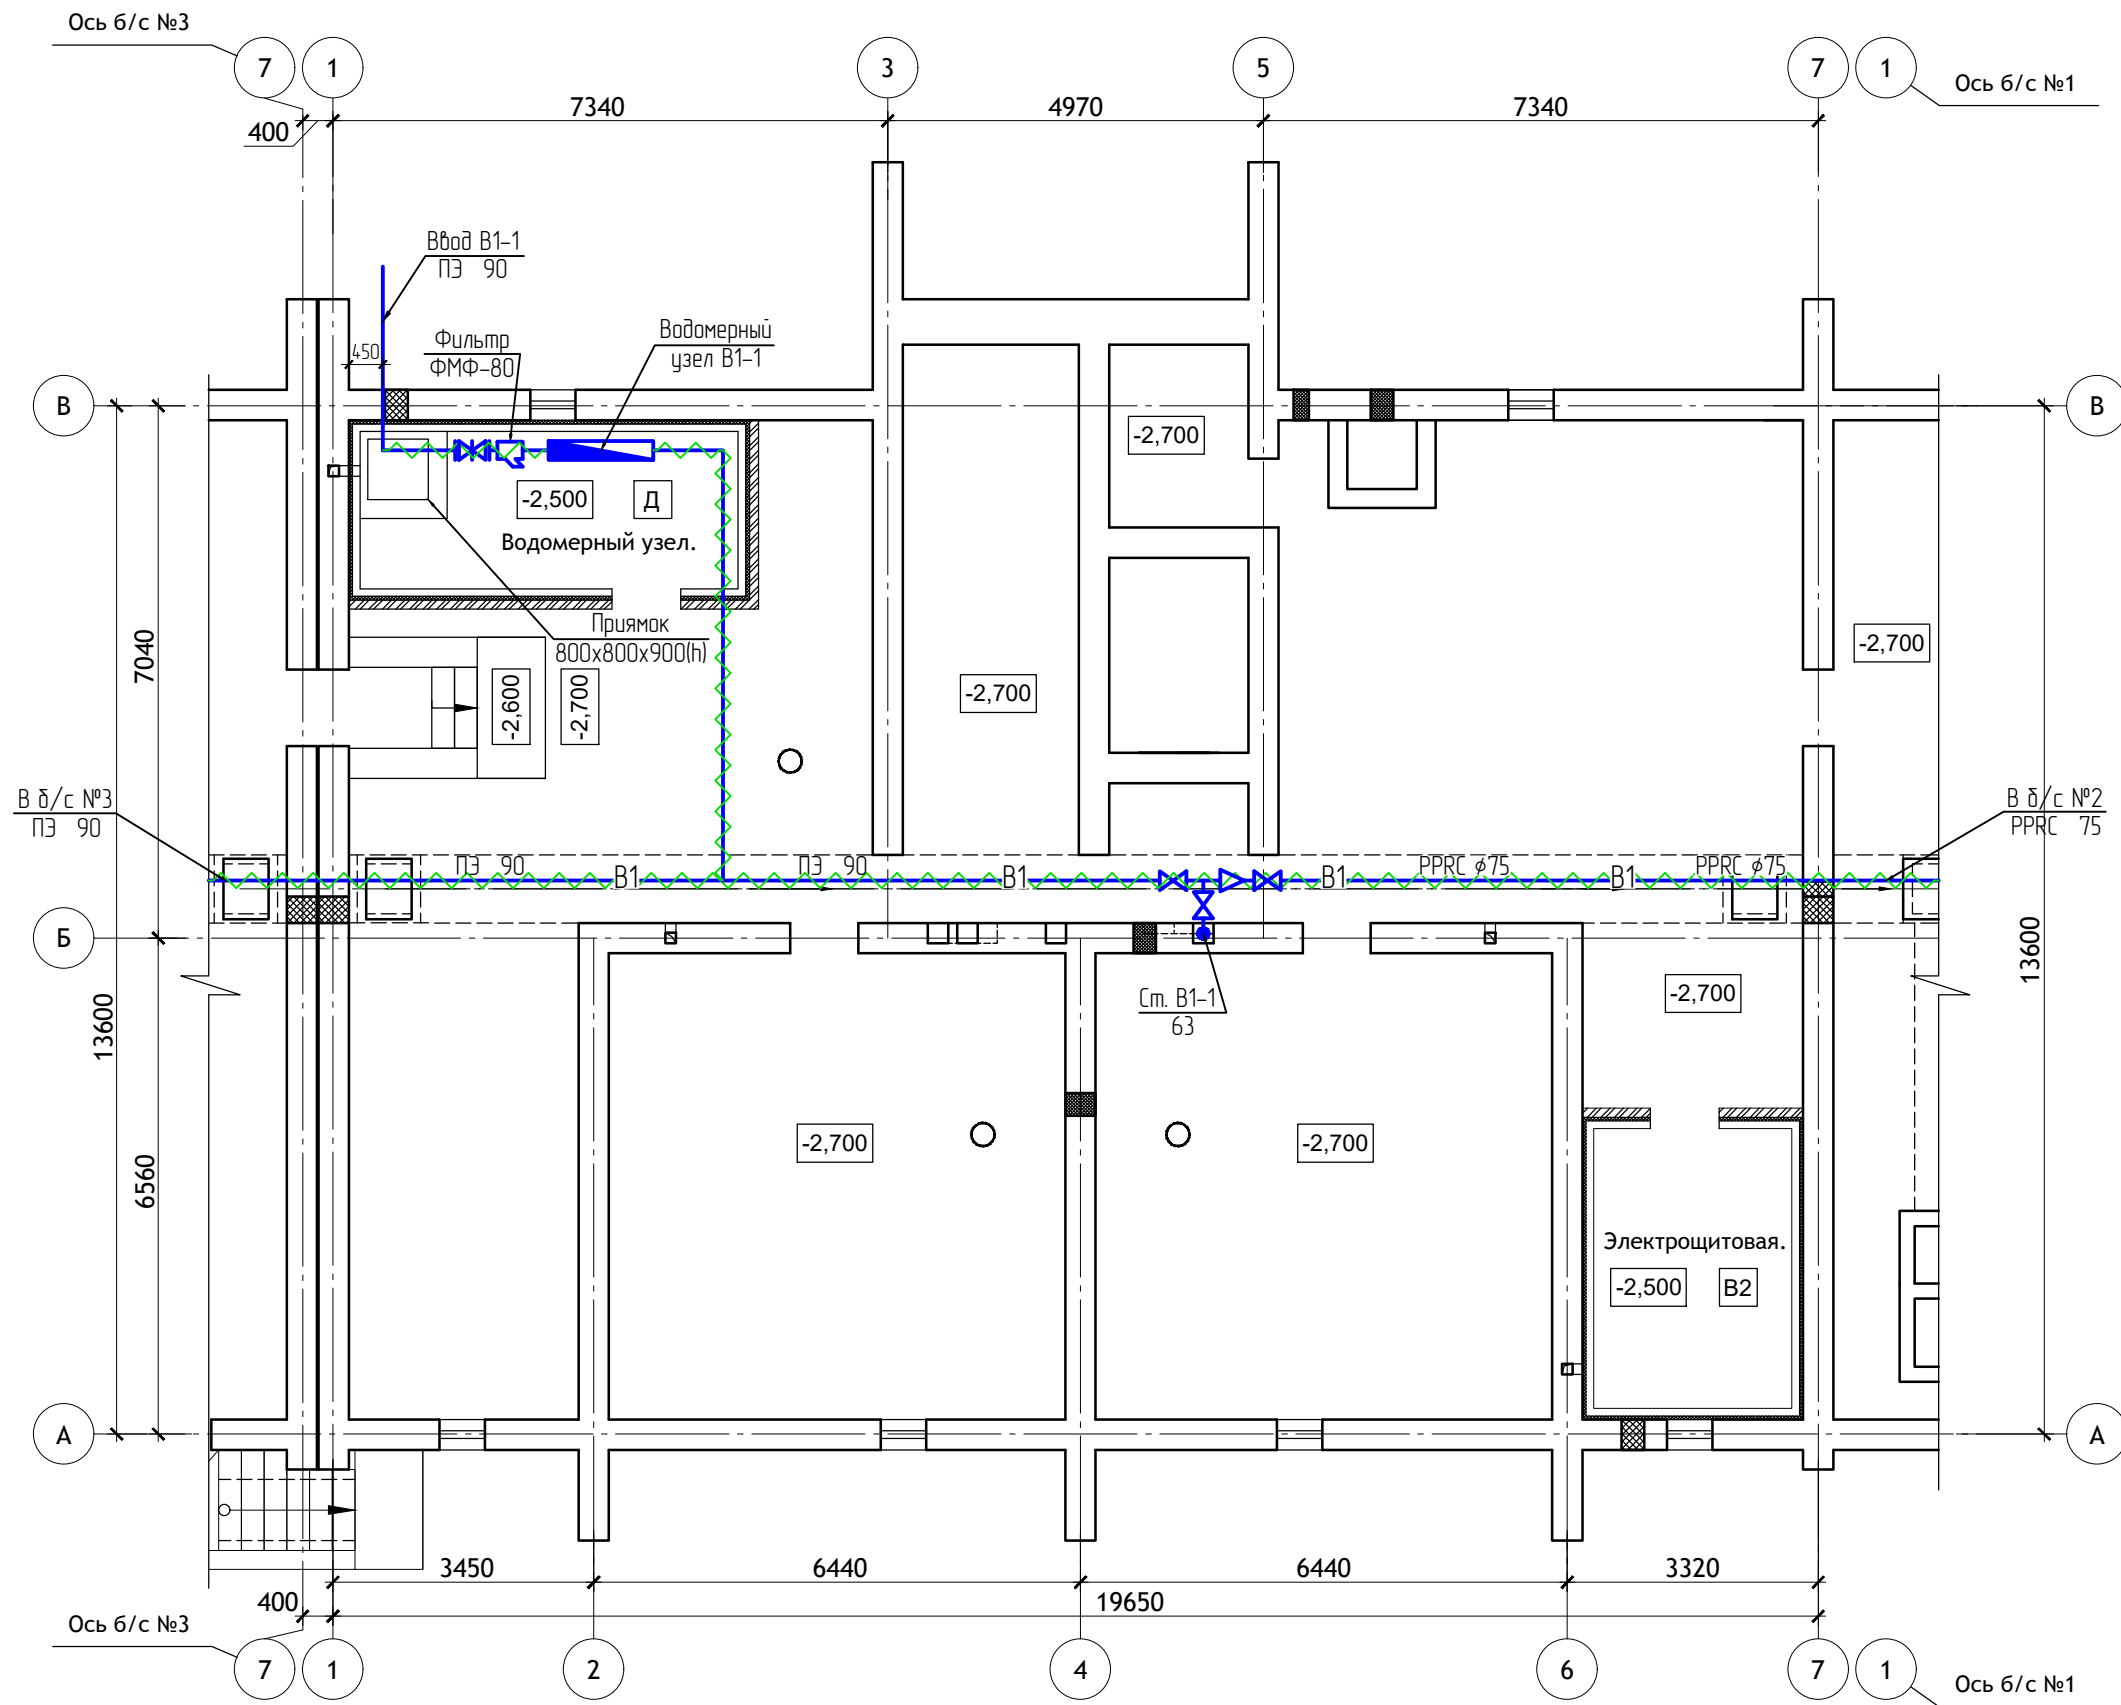 Ось б/с №3
7
1
3
5
7
1
Ось б/с №1
7340
4970
7340
400
Ввод В1-1
ПЭ 90
450
Фильтр
ФМФ-80
Водомерный
узел В1-1
В
В
-2,700
-2,500
Д
Водомерный узел.
Приямок
800х800х900(h)
-2,700
7040
-2,600
-2,700
-2,700
В б/с №3
ПЭ 90
В б/с №2
PPRC 75
ПЭ 90
В1
ПЭ 90
В1
В1
PPRC ϕ75
В1
PPRC ϕ75
Б
13600
13600
Ст. В1-1
63
-2,700
6560
-2,700
-2,700
Электрощитовая.
-2,500
В2
А
А
3450
6440
6440
3320
400
19650
Ось б/с №3
7
1
2
4
6
7
1
Ось б/с №1